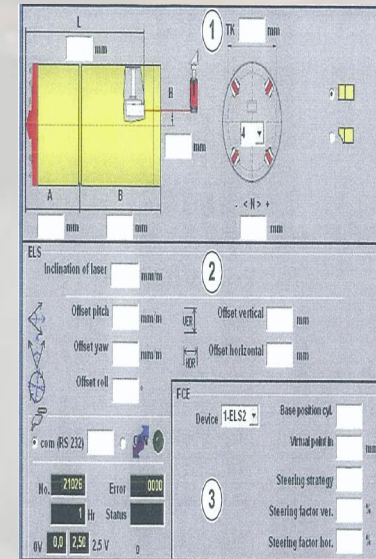 L
1
TK mm
mm
H
4
mm
A B
- < N > +
mm mm mm
ELS
Inclination of laser mm/m 2
Offset pitch mm/m VER Offset vertical mm
Offset yaw mm/m HOR Offset horizontal mm
Offset roll °
FCE
Device 1-ELS2 Base position cyl.
com (RS 232)
Virtual point in mm
No. 21026 Error 0000
Steering strategy
1 Hr Status
3
Steering factor ver. %
0V 0,0 2,50 2.5 V 0
Steering factor hor. %